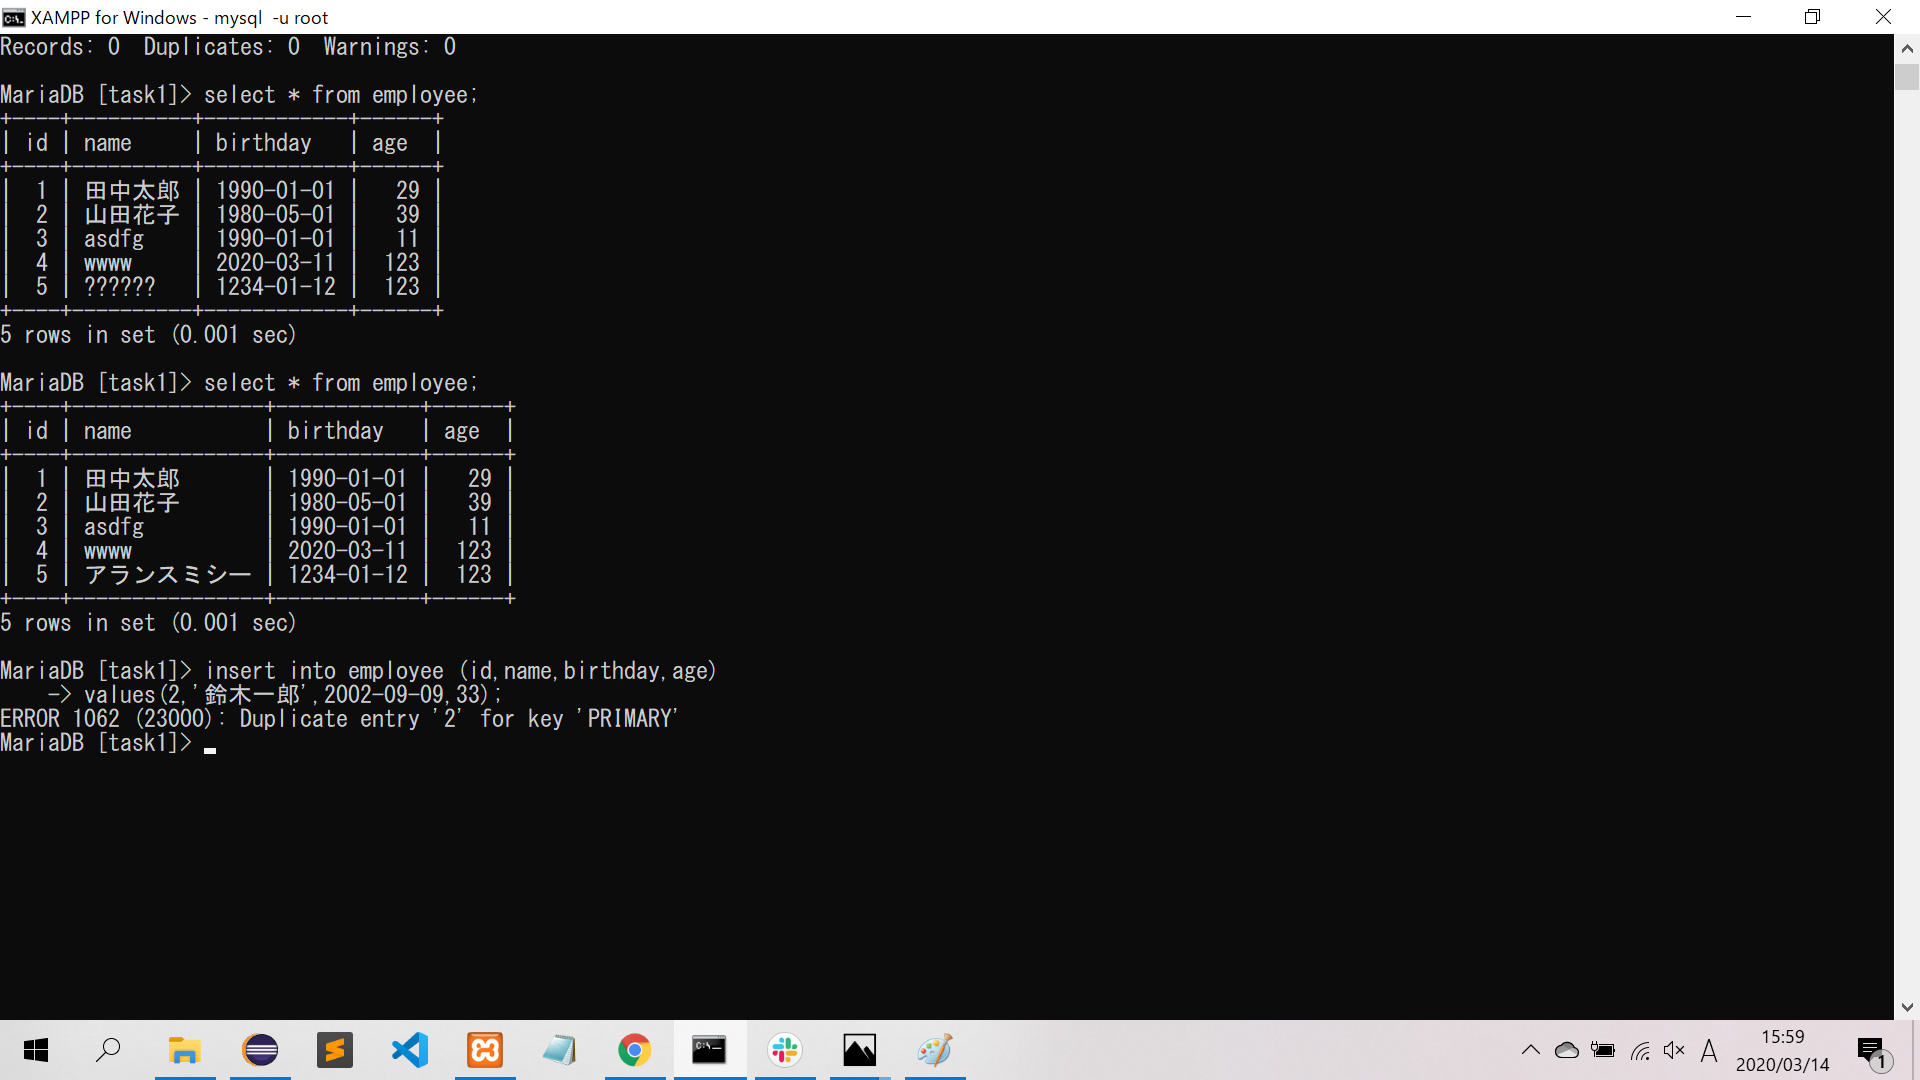 XAMPP for Windows - mysql  -u root
Records: 0  Duplicates: 0  Warnings: 0
MariaDB [task1]> select * from employee;
+----+----------+------------+------+
| id | name     | birthday   | age  |
+----+----------+------------+------+
|  1 | 田中太郎 | 1990-01-01 |   29 |
|  2 | 山田花子 | 1980-05-01 |   39 |
|  3 | asdfg    | 1990-01-01 |   11 |
|  4 | wwww     | 2020-03-11 |  123 |
|  5 | ??????   | 1234-01-12 |  123 |
+----+----------+------------+------+
5 rows in set (0.001 sec)
MariaDB [task1]> select * from employee;
+----+----------------+------------+------+
| id | name           | birthday   | age  |
+----+----------------+------------+------+
|  1 | 田中太郎       | 1990-01-01 |   29 |
|  2 | 山田花子       | 1980-05-01 |   39 |
|  3 | asdfg          | 1990-01-01 |   11 |
|  4 | wwww           | 2020-03-11 |  123 |
|  5 | アランスミシー | 1234-01-12 |  123 |
+----+----------------+------------+------+
5 rows in set (0.001 sec)
MariaDB [task1]> insert into employee (id,name,birthday,age)
    -> values(2,'鈴木一郎',2002-09-09,33);
ERROR 1062 (23000): Duplicate entry '2' for key 'PRIMARY'
MariaDB [task1]>
A
15:59
2020/03/14
1